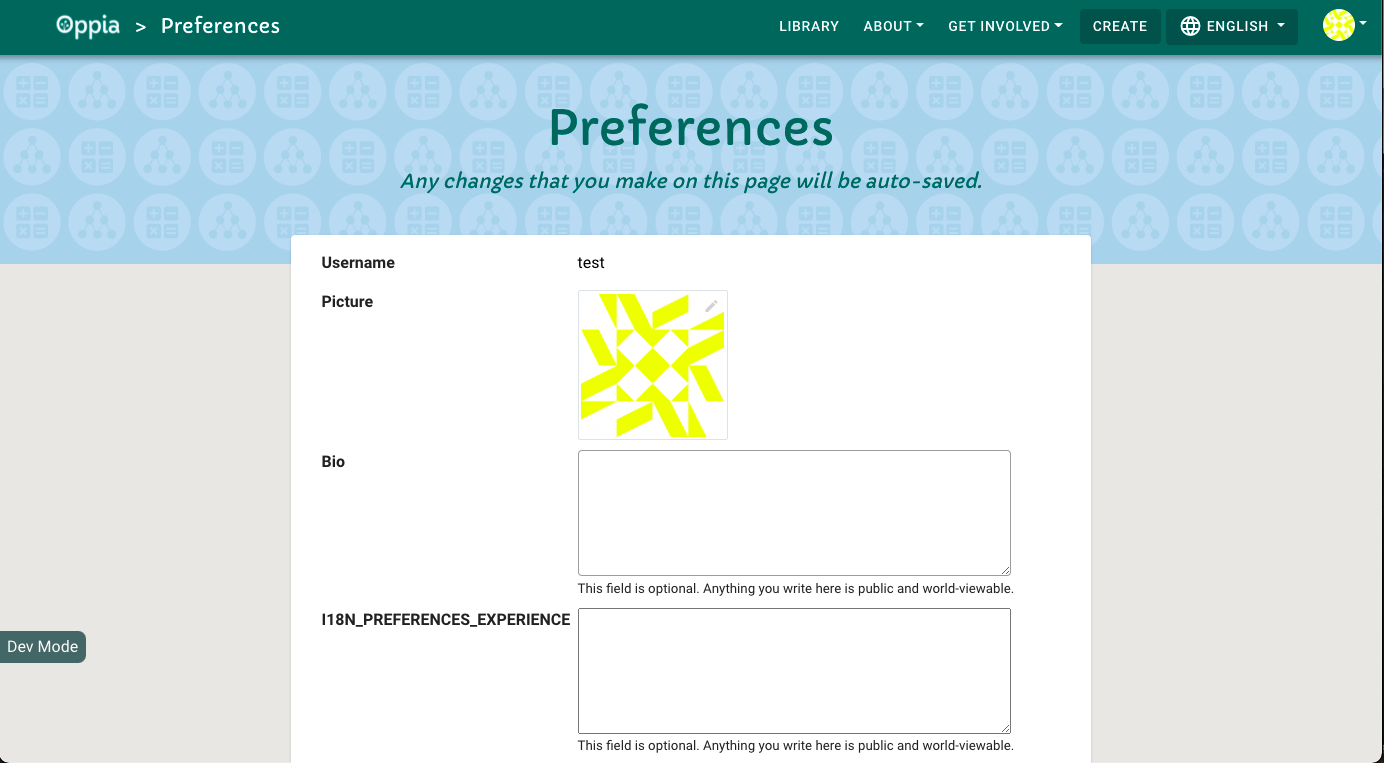 Oppia > Preferences LIBRARY ABOUT GET INVOLVED CREATE ENGLISH
Preferences
Any changes that you make on this page will be auto-saved.
Username test
Picture
Bio
This field is optional. Anything you write here is public and world-viewable.
I18N_PREFERENCES_EXPERIENCE
Dev Mode
This field is optional. Anything you write here is public and world-viewable.